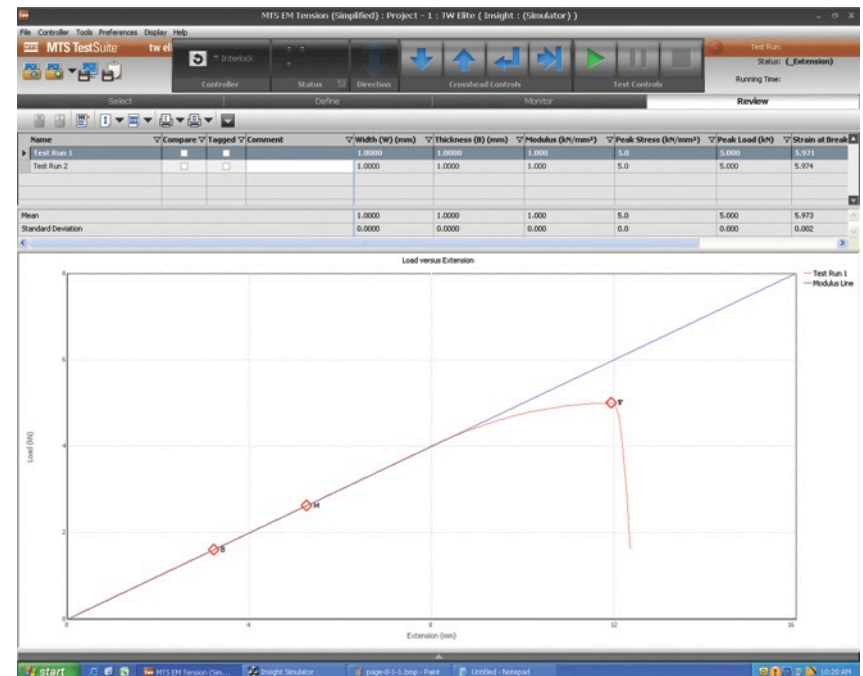 MTS EM Tension (Simplified) : Project - 1 : TW Elite ( Insight : (Simulator) )
File Controller Tools Preferences Display Help
MTS TestSuite tw eli
Interlock
Controller Status Direction Crosshead Controls Test Controls
Test Run:
Status: (_Extension)
Running Time:
Select Define Monitor Review
Name Compare Tagged Comment Width (W) (mm) Thickness (B) (mm) Modulus (kN/mm²) Peak Stress (kN/mm²) Peak Load (kN) Strain at Break
Test Run 1 1.0000 1.0000 1.000 5.0 5.000 5.971
Test Run 2 1.0000 1.0000 1.000 5.0 5.000 5.974
Mean 1.0000 1.0000 1.000 5.0 5.000 5.973
Standard Deviation 0.0000 0.0000 0.000 0.0 0.000 0.002
Load versus Extension
Test Run 1
Modulus Line
8
6
4
2
0
Load (kN)
B
M
0 4 8 12 16
Extension (mm)
start MTS EM Tension (Sim... Insight Simulator page-0-1-1.bmp - Paint Untitled - Notepad 10:20 AM